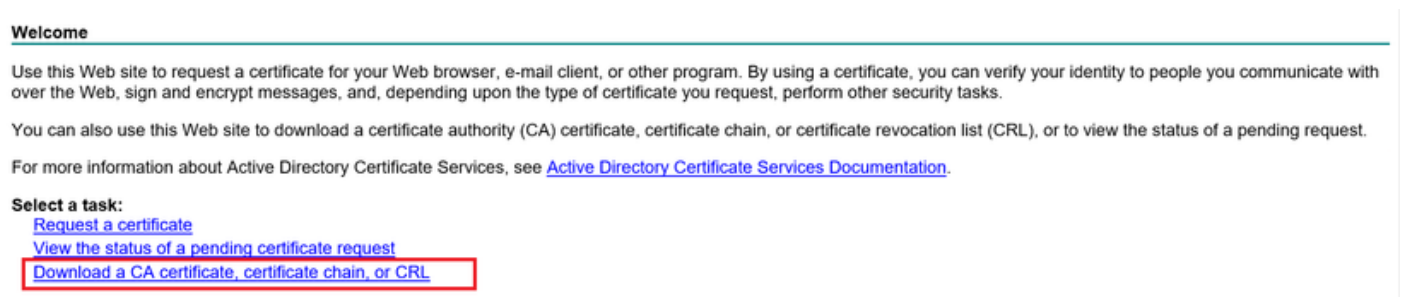 Welcome
Use this Web site to request a certificate for your Web browser, e-mail client, or other program. By using a certificate, you can verify your identity to people you communicate with
over the Web, sign and encrypt messages, and, depending upon the type of certificate you request, perform other security tasks.
You can also use this Web site to download a certificate authority (CA) certificate, certificate chain, or certificate revocation list (CRL), or to view the status of a pending request.
For more information about Active Directory Certificate Services, see Active Directory Certificate Services Documentation.
Select a task:
Request a certificate
View the status of a pending certificate request
Download a CA certificate, certificate chain, or CRL